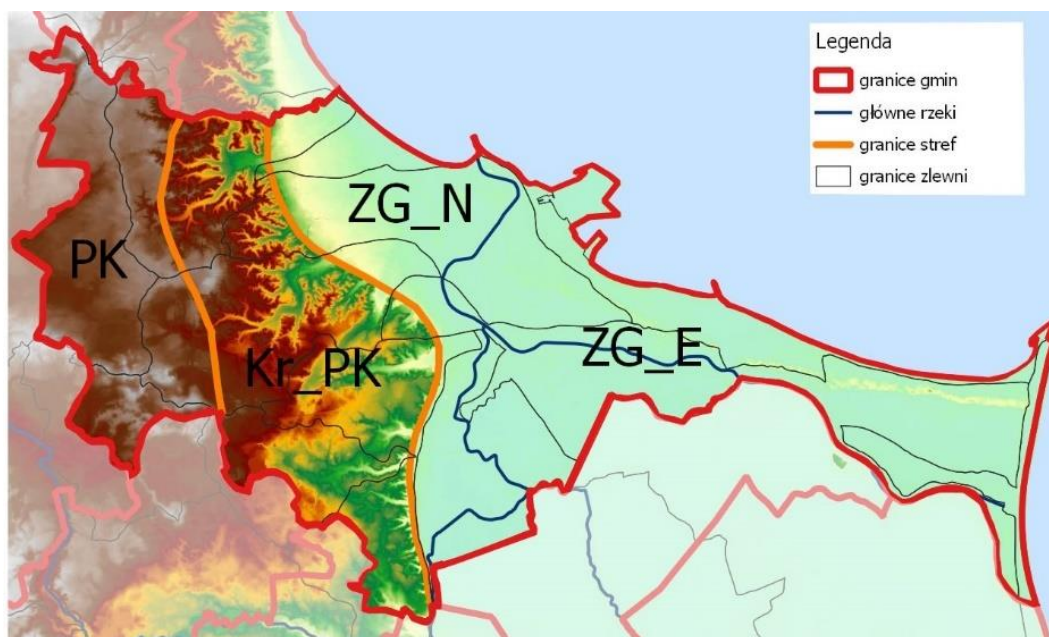 Legenda
granice gmin
główne rzeki
granice stref
granice zlewni
ZG_N
PK
ZG_E
Kr_PK